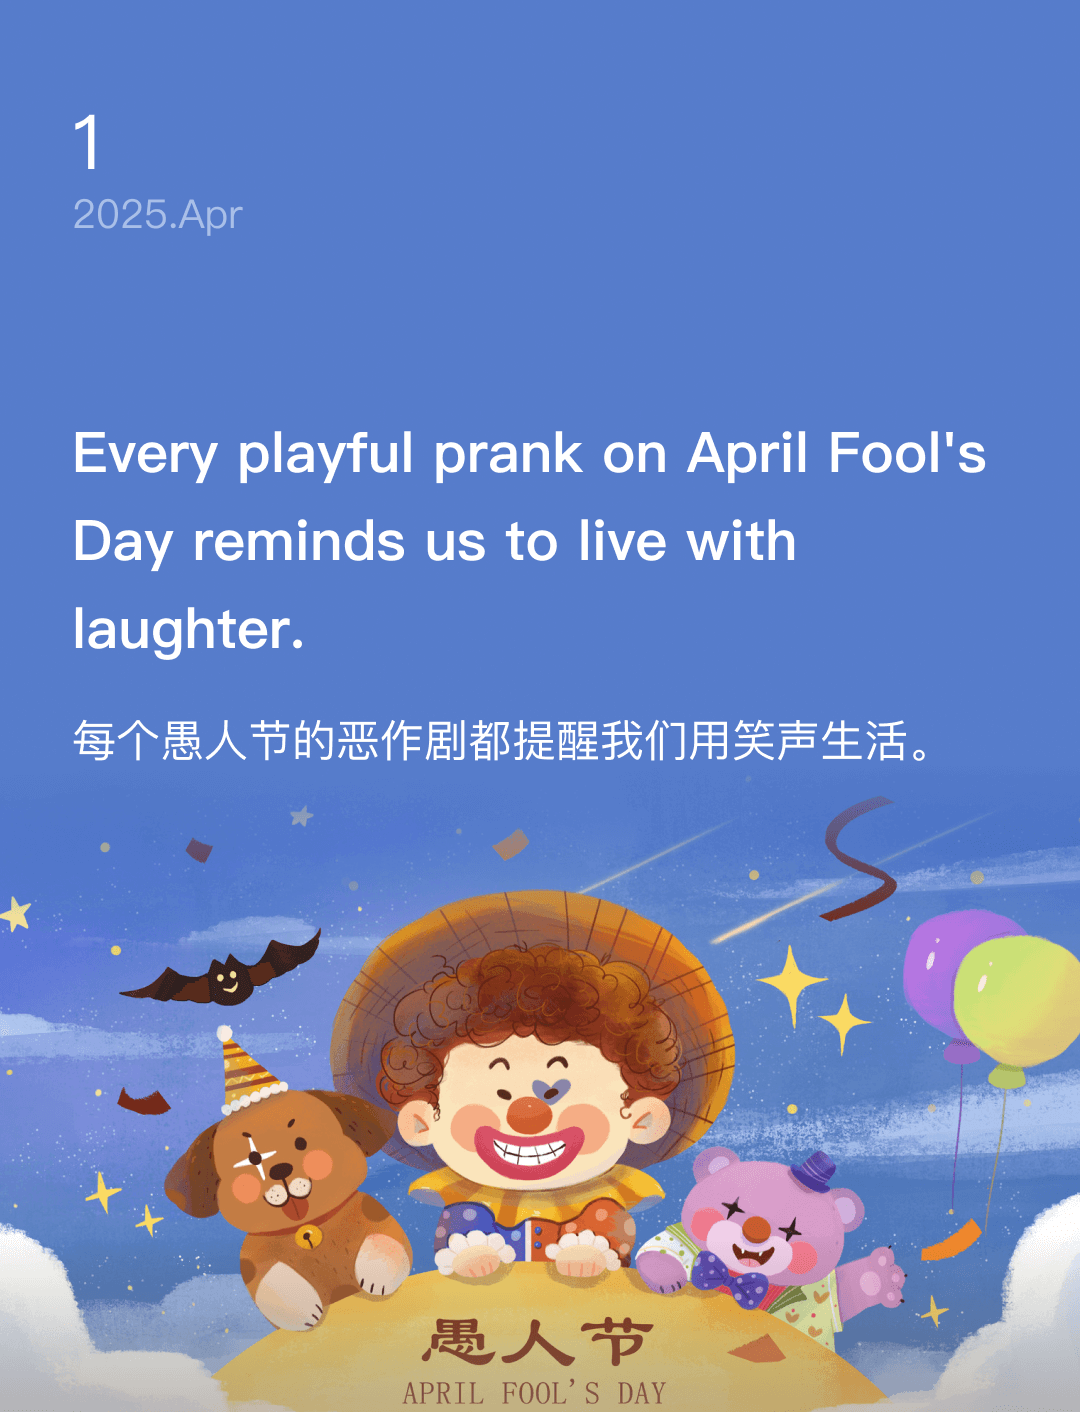 1
2025.Apr
Every playful prank on April Fool's
Day reminds us to live with
laughter.
每个愚人节的恶作剧都提醒我们用笑声生活。
愚人节
APRIL FOOL'S DAY